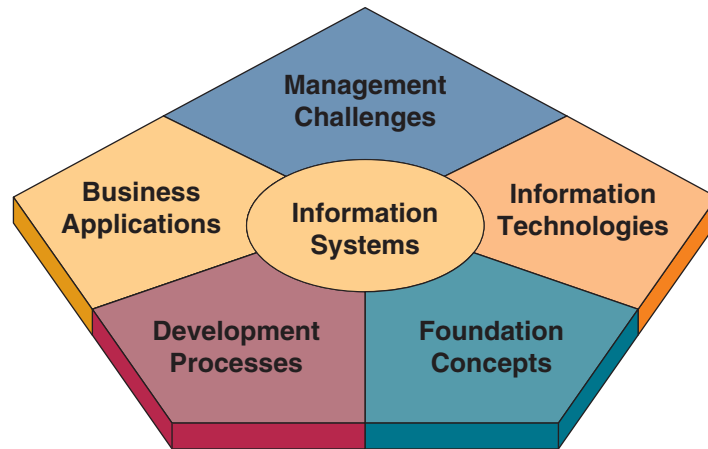 Management
Challenges
Business
Applications
Information
Technologies
Information
Systems
Development
Processes
Foundation
Concepts